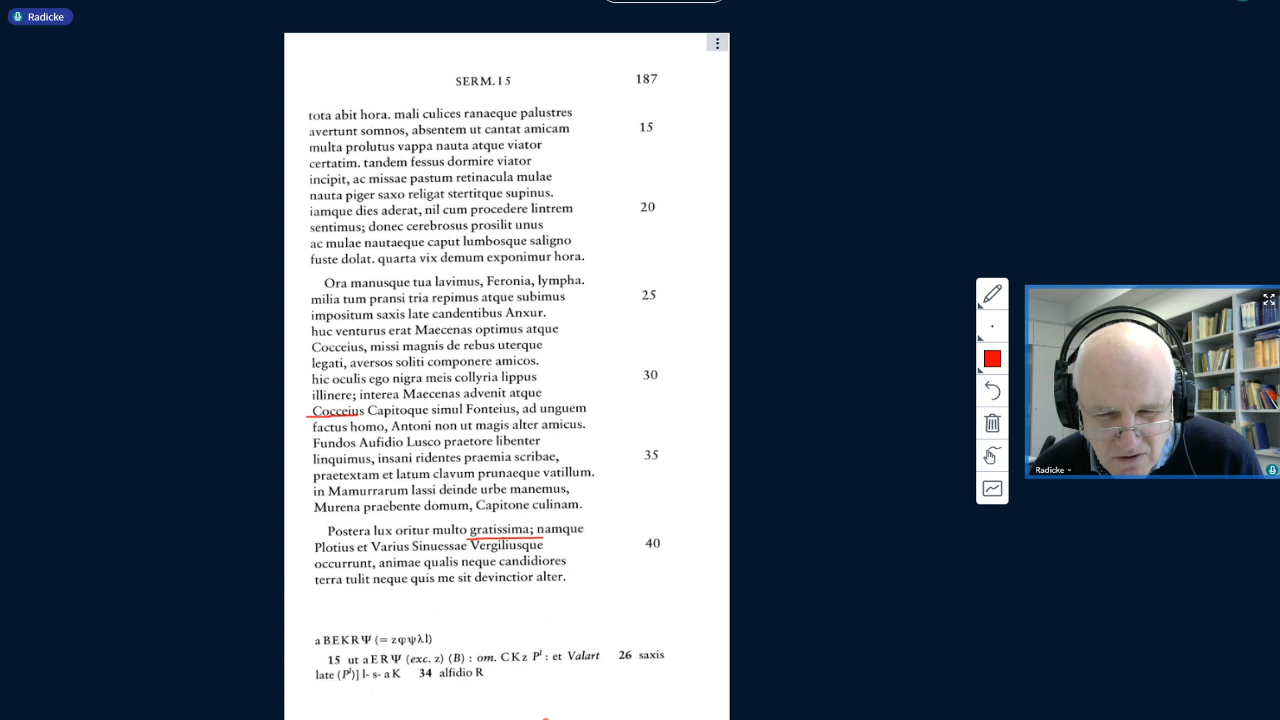 Radicke
SERM. I 5 187
tota abit hora. mali culices ranaeque palustres
avertunt somnos, absentem ut cantat amicam 15
multa prolutus vappa nauta atque viator
certatim. tandem fessus dormire viator
incipit, ac missae pastum retinacula mulae
nauta piger saxo religat stertitque supinus.
iamque dies aderat, nil cum procedere lintrem 20
sentimus; donec cerebrosus prosilit unus
ac mulae nautaeque caput lumbosque saligno
fuste dolat. quarta vix demum exponimur hora.
Ora manusque tua lavimus, Feronia, lympha.
milia tum pransi tria repimus atque subimus 25
impositum saxis late candentibus Anxur.
huc venturus erat Maecenas optimus atque
Cocceius, missi magnis de rebus uterque
legati, aversos soliti componere amicos.
hic oculis ego nigra meis collyria lippus 30
illinere; interea Maecenas advenit atque
Cocceius Capitoque simul Fonteius, ad unguem
factus homo, Antoni non ut magis alter amicus.
Fundos Aufidio Lusco praetore libenter
linquimus, insani ridentes praemia scribae, 35
praetextam et latum clavum prunaeque vatillum.
in Mamurrarum lassi deinde urbe manemus,
Murena praebente domum, Capitone culinam.
Postera lux oritur multo gratissima; namque
Plotius et Varius Sinuessae Vergiliusque 40
occurrunt, animae qualis neque candidiores
terra tulit neque quis me sit devinctior alter.
a B E K R Ψ (= z φ ψ λ l)
15 ut a E R Ψ (exc. z) (B) : om. C K z Pˡ : et Valart 26 saxis
late (Pˡ)] l- s- a K 34 alfidio R
Radicke